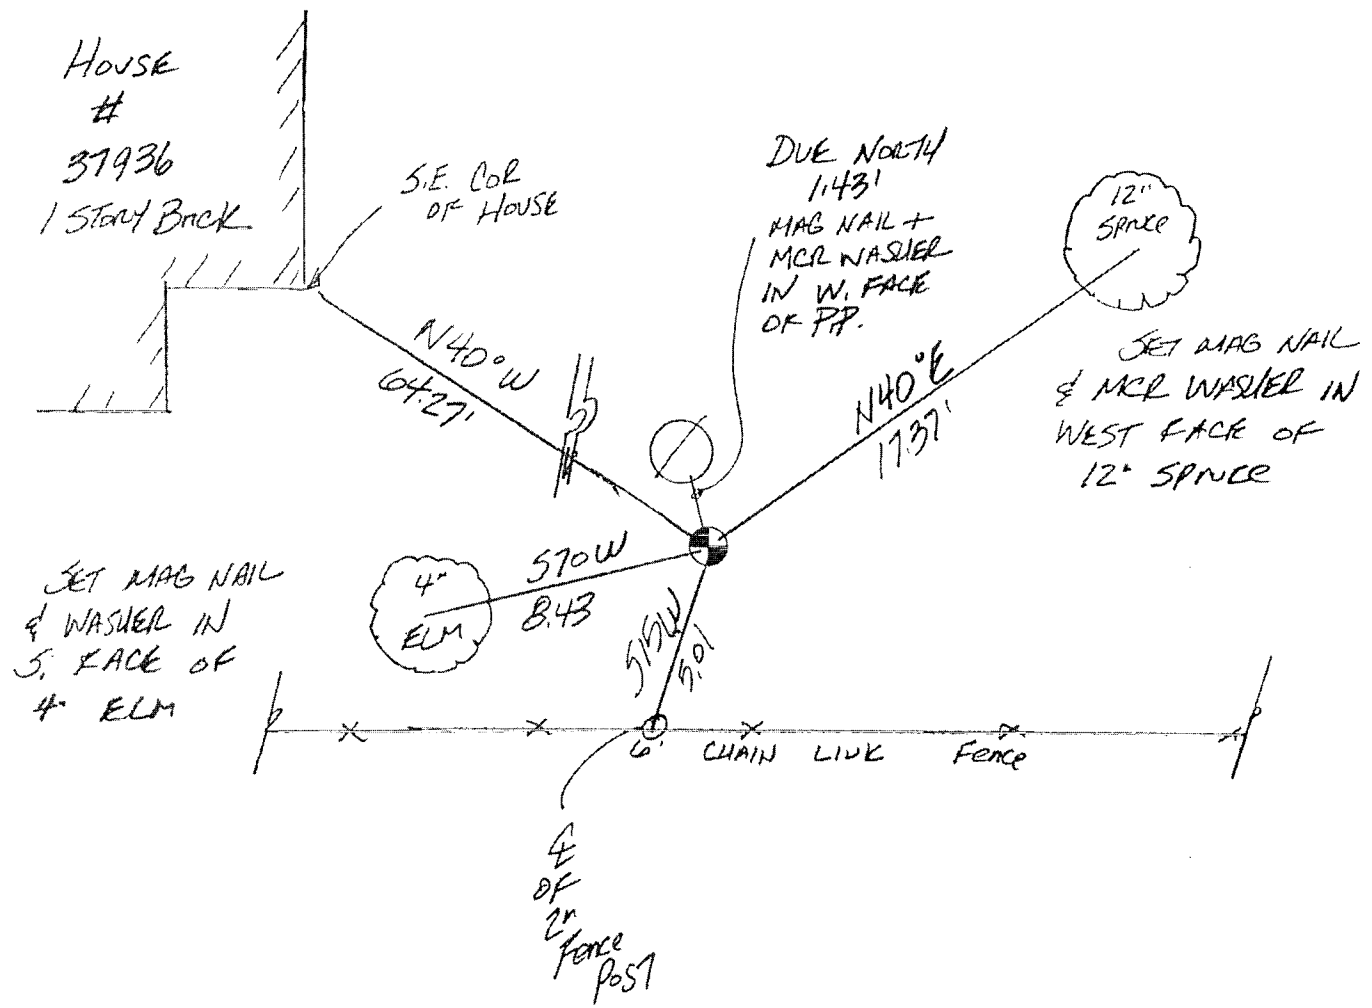 HOUSE
#
37936
1 STORY BRICK
S.E. COR
OF HOUSE
DUE NORTH
1.43'
MAG NAIL +
MCR WASHER
IN W. FACE
OF P.P.
12"
SPRUCE
N40°W
64.27'
N40°E
17.37'
SET MAG NAIL
& MCR WASHER IN
WEST FACE OF
12" SPRUCE
SET MAG NAIL
& WASHER IN
S. FACE OF
4" ELM
4"
ELM
S70W
8.43
S15W
5.01
6' CHAIN LINK Fence
℄
OF
2"
Fence
POST